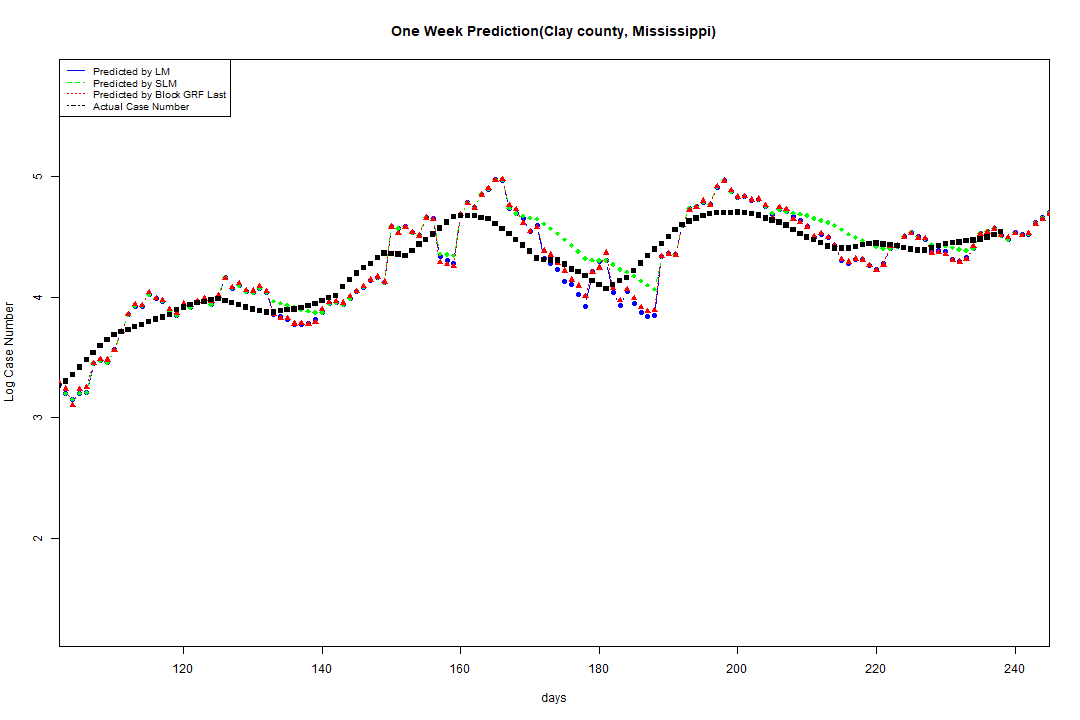 One Week Prediction(Clay county, Mississippi)
Predicted by LM
Predicted by SLM
Predicted by Block GRF Last
Actual Case Number
5
4
3
2
Log Case Number
120 140 160 180 200 220 240
days